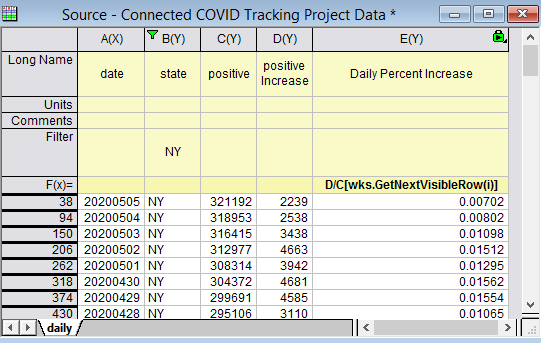 Source - Connected COVID Tracking Project Data *
A(X) B(Y) C(Y) D(Y) E(Y)
Long Name date state positive positive Increase Daily Percent Increase
Units
Comments
Filter NY
F(x)= D/C[wks.GetNextVisibleRow(i)]
38 20200505 NY 321192 2239 0.00702
94 20200504 NY 318953 2538 0.00802
150 20200503 NY 316415 3438 0.01098
206 20200502 NY 312977 4663 0.01512
262 20200501 NY 308314 3942 0.01295
318 20200430 NY 304372 4681 0.01562
374 20200429 NY 299691 4585 0.01554
430 20200428 NY 295106 3110 0.01065
daily